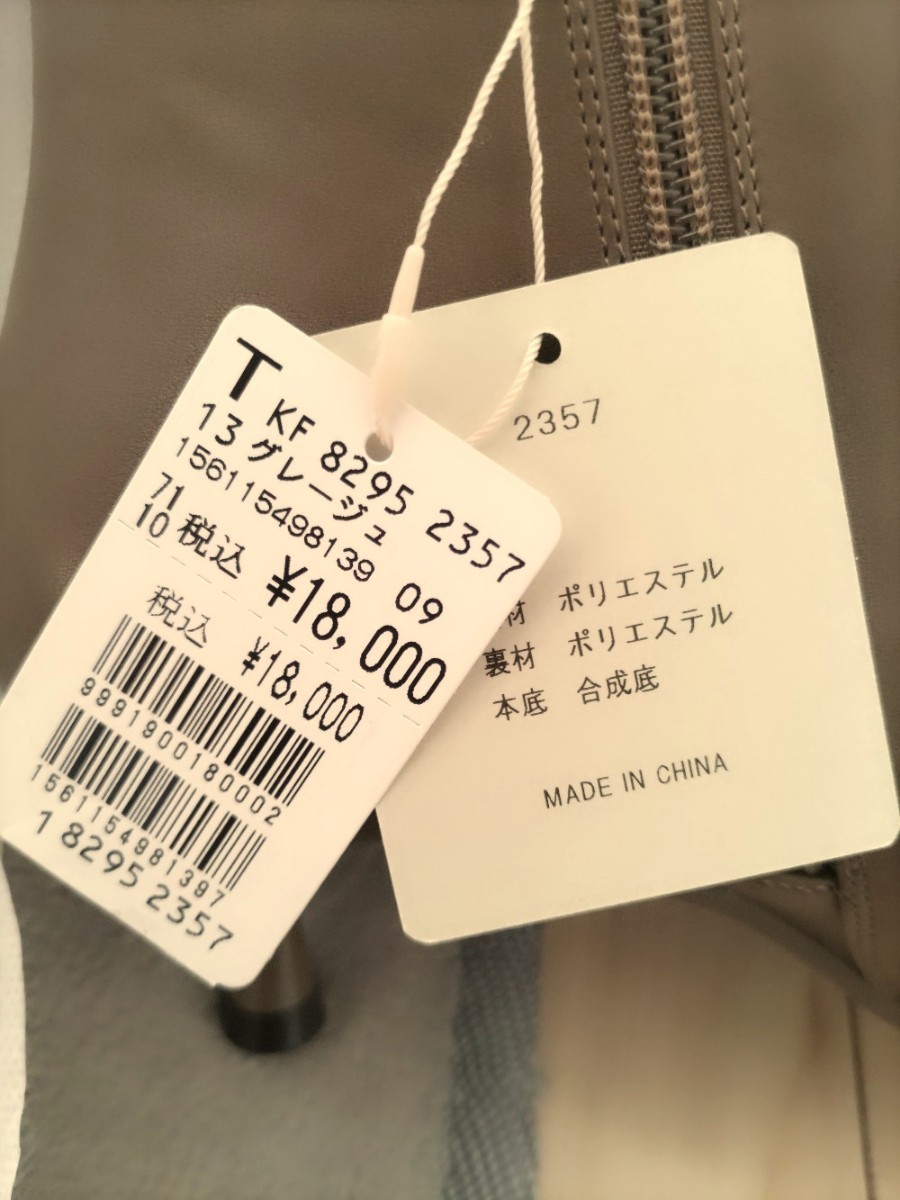 T KF 8295 2357
13 グレージュ
156115498139 09
71
10 税込 ¥18,000
税込 ¥18,000
9991900180002
1561154981397
1 8295 2357
2357
材 ポリエステル
裏材 ポリエステル
本底 合成底
MADE IN CHINA